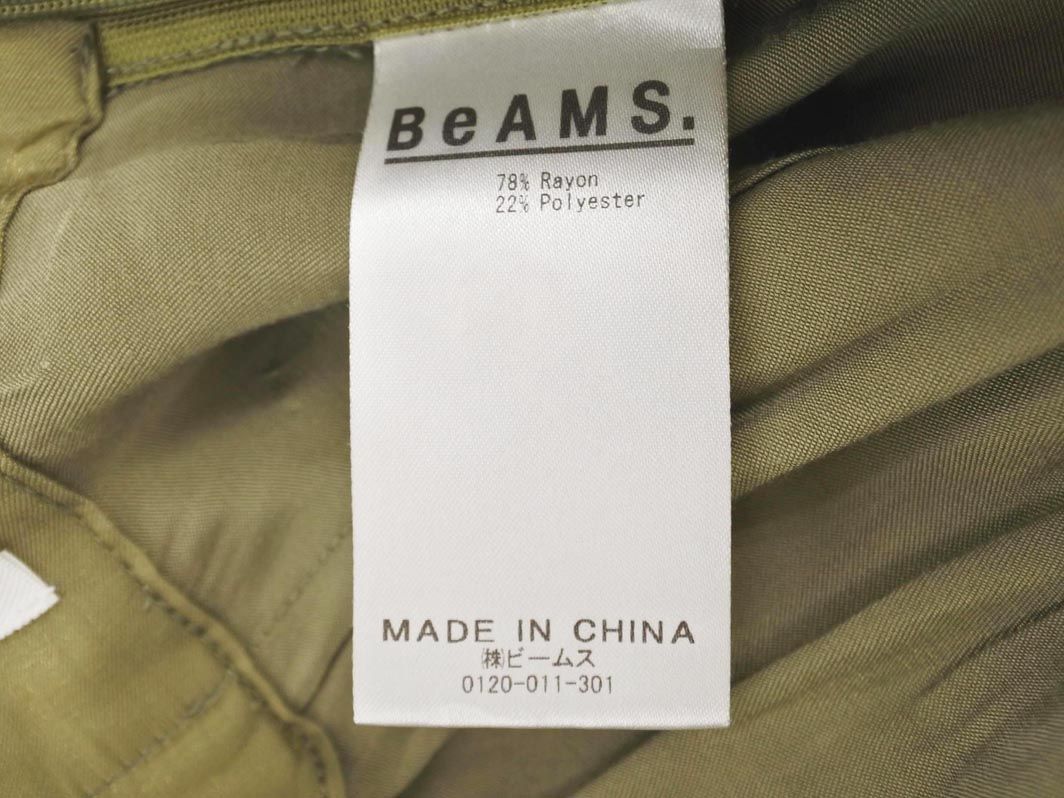 BeAMS.
78% Rayon
22% Polyester
MADE IN CHINA
㈱ビームス
0120-011-301